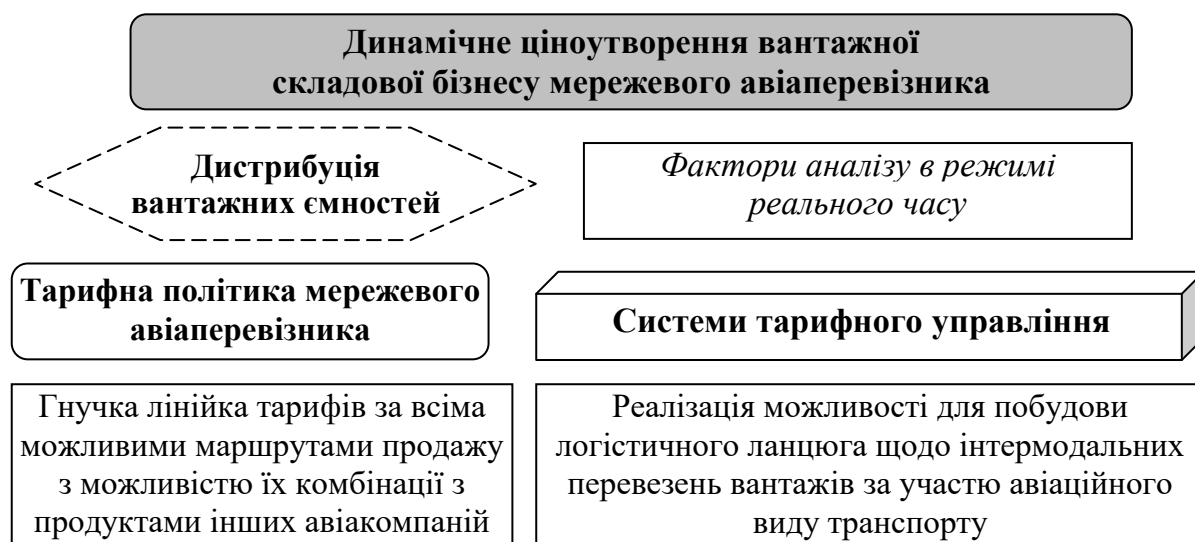 Динамічне ціноутворення вантажної
складової бізнесу мережевого авіаперевізника
Дистрибуція
вантажних ємностей
Фактори аналізу в режимі
реального часу
Тарифна політика мережевого
авіаперевізника
Системи тарифного управління
Гнучка лінійка тарифів за всіма
можливими маршрутами продажу
з можливістю їх комбінації з
продуктами інших авіакомпаній
Реалізація можливості для побудови
логістичного ланцюга щодо інтермодальних
перевезень вантажів за участю авіаційного
виду транспорту